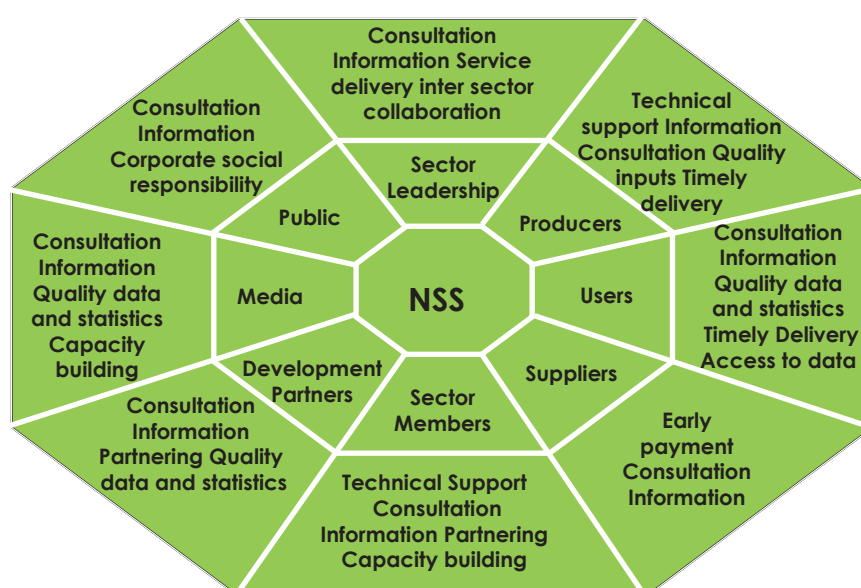 Consultation
Information Service
delivery inter sector
collaboration
Technical
support Information
Consultation Quality
inputs Timely
delivery
Consultation
Information
Corporate social
responsibility
Sector
Leadership
Public
Producers
Consultation
Information
Quality data
and statistics
Capacity
building
Media
NSS
Users
Consultation
Information
Quality data
and statistics
Timely Delivery
Access to data
Development
Partners
Sector
Members
Suppliers
Consultation
Information
Partnering Quality
data and statistics
Technical Support
Consultation
Information Partnering
Capacity building
Early
payment
Consultation
Information